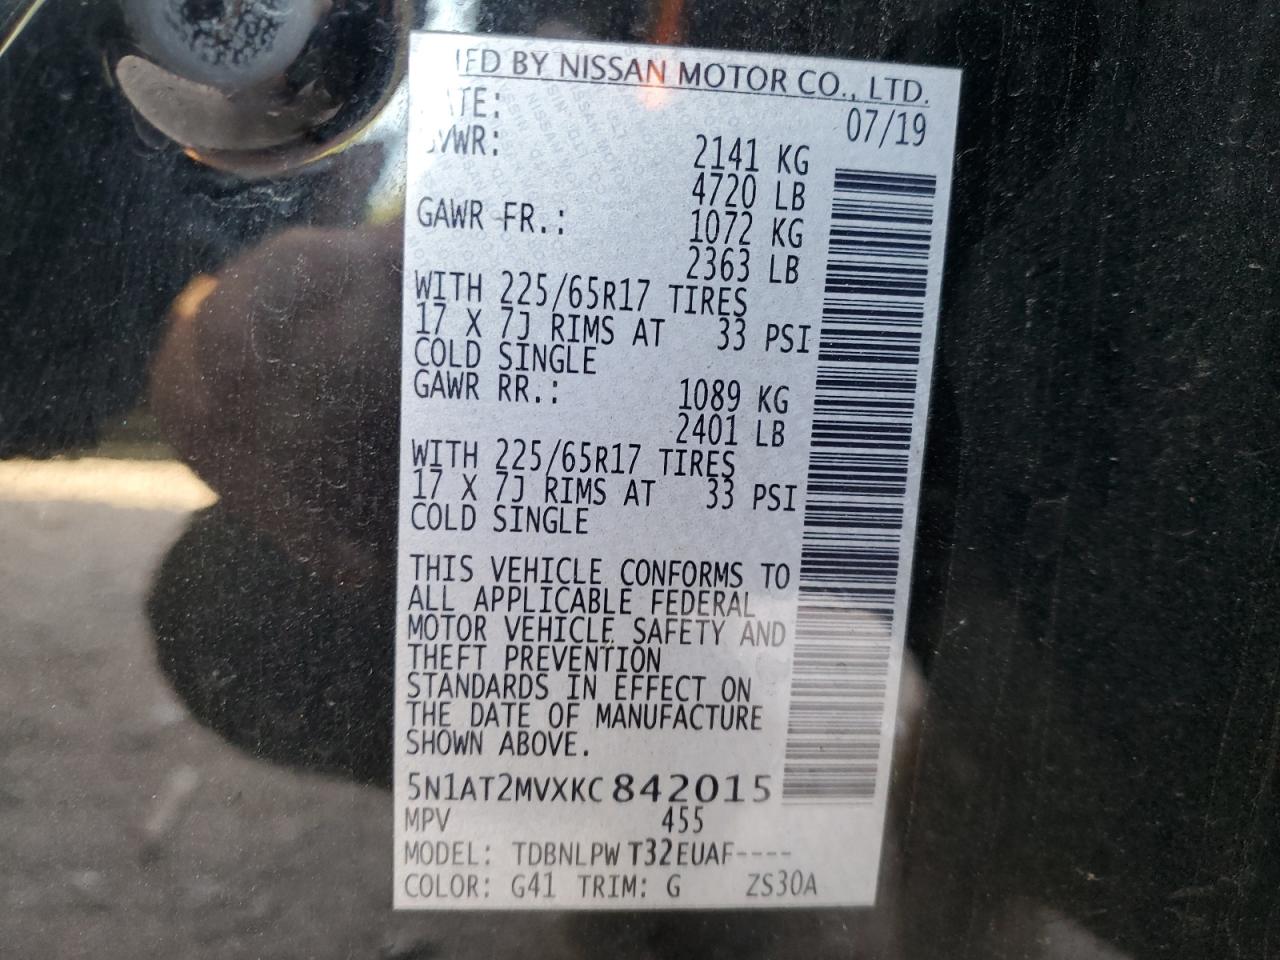 MFD BY NISSAN MOTOR CO., LTD.
DATE: 07/19
GVWR: 2141 KG
4720 LB
GAWR FR.: 1072 KG
2363 LB
WITH 225/65R17 TIRES
17 X 7J RIMS AT 33 PSI
COLD SINGLE
GAWR RR.: 1089 KG
2401 LB
WITH 225/65R17 TIRES
17 X 7J RIMS AT 33 PSI
COLD SINGLE
THIS VEHICLE CONFORMS TO
ALL APPLICABLE FEDERAL
MOTOR VEHICLE SAFETY AND
THEFT PREVENTION
STANDARDS IN EFFECT ON
THE DATE OF MANUFACTURE
SHOWN ABOVE.
5N1AT2MVXKC842015
MPV 455
MODEL: TDBNLPW T32EUAF----
COLOR: G41 TRIM: G ZS30A